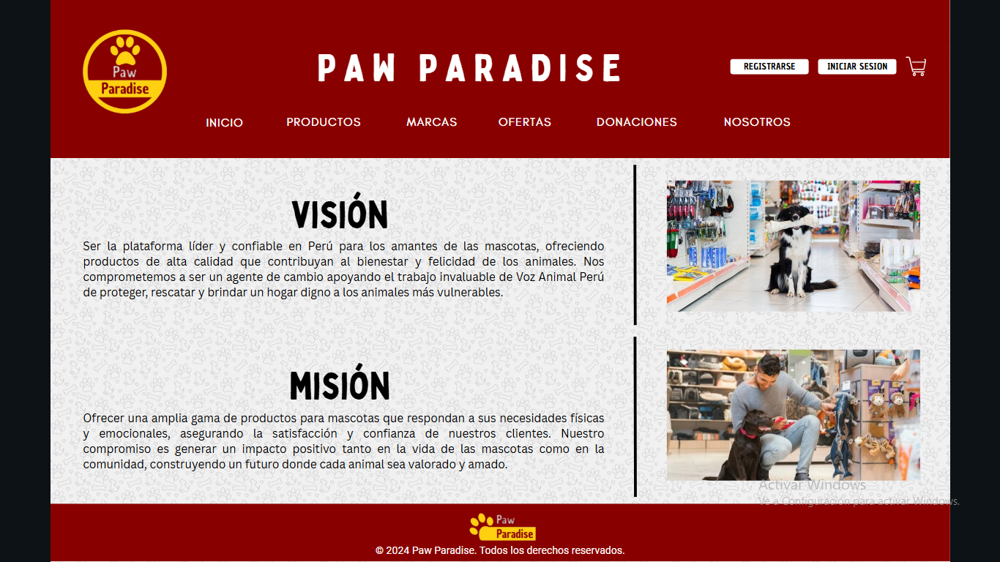 Paw
Paradise
PAW PARADISE
REGISTRARSE
INICIAR SESION
INICIO
PRODUCTOS
MARCAS
OFERTAS
DONACIONES
NOSOTROS
VISIÓN
Ser la plataforma líder y confiable en Perú para los amantes de las mascotas, ofreciendo
productos de alta calidad que contribuyan al bienestar y felicidad de los animales. Nos
comprometemos a ser un agente de cambio apoyando el trabajo invaluable de Voz Animal Perú
de proteger, rescatar y brindar un hogar digno a los animales más vulnerables.
MISIÓN
Ofrecer una amplia gama de productos para mascotas que respondan a sus necesidades físicas
y emocionales, asegurando la satisfacción y confianza de nuestros clientes. Nuestro
compromiso es generar un impacto positivo tanto en la vida de las mascotas como en la
comunidad, construyendo un futuro donde cada animal sea valorado y amado.
Activar Windows
Ve a Configuración para activar Windows.
Paw
Paradise
© 2024 Paw Paradise. Todos los derechos reservados.